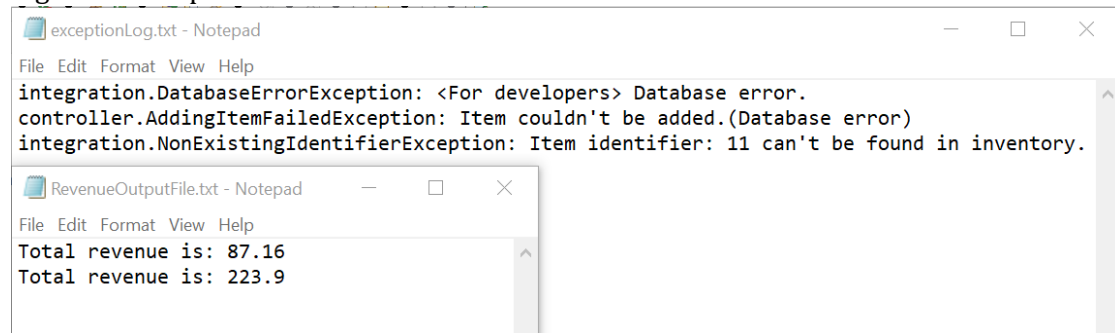 exceptionLog.txt - Notepad
File Edit Format View Help
integration.DatabaseErrorException: <For developers> Database error.
controller.AddingItemFailedException: Item couldn't be added.(Database error)
integration.NonExistingIdentifierException: Item identifier: 11 can't be found in inventory.
RevenueOutputFile.txt - Notepad
File Edit Format View Help
Total revenue is: 87.16
Total revenue is: 223.9